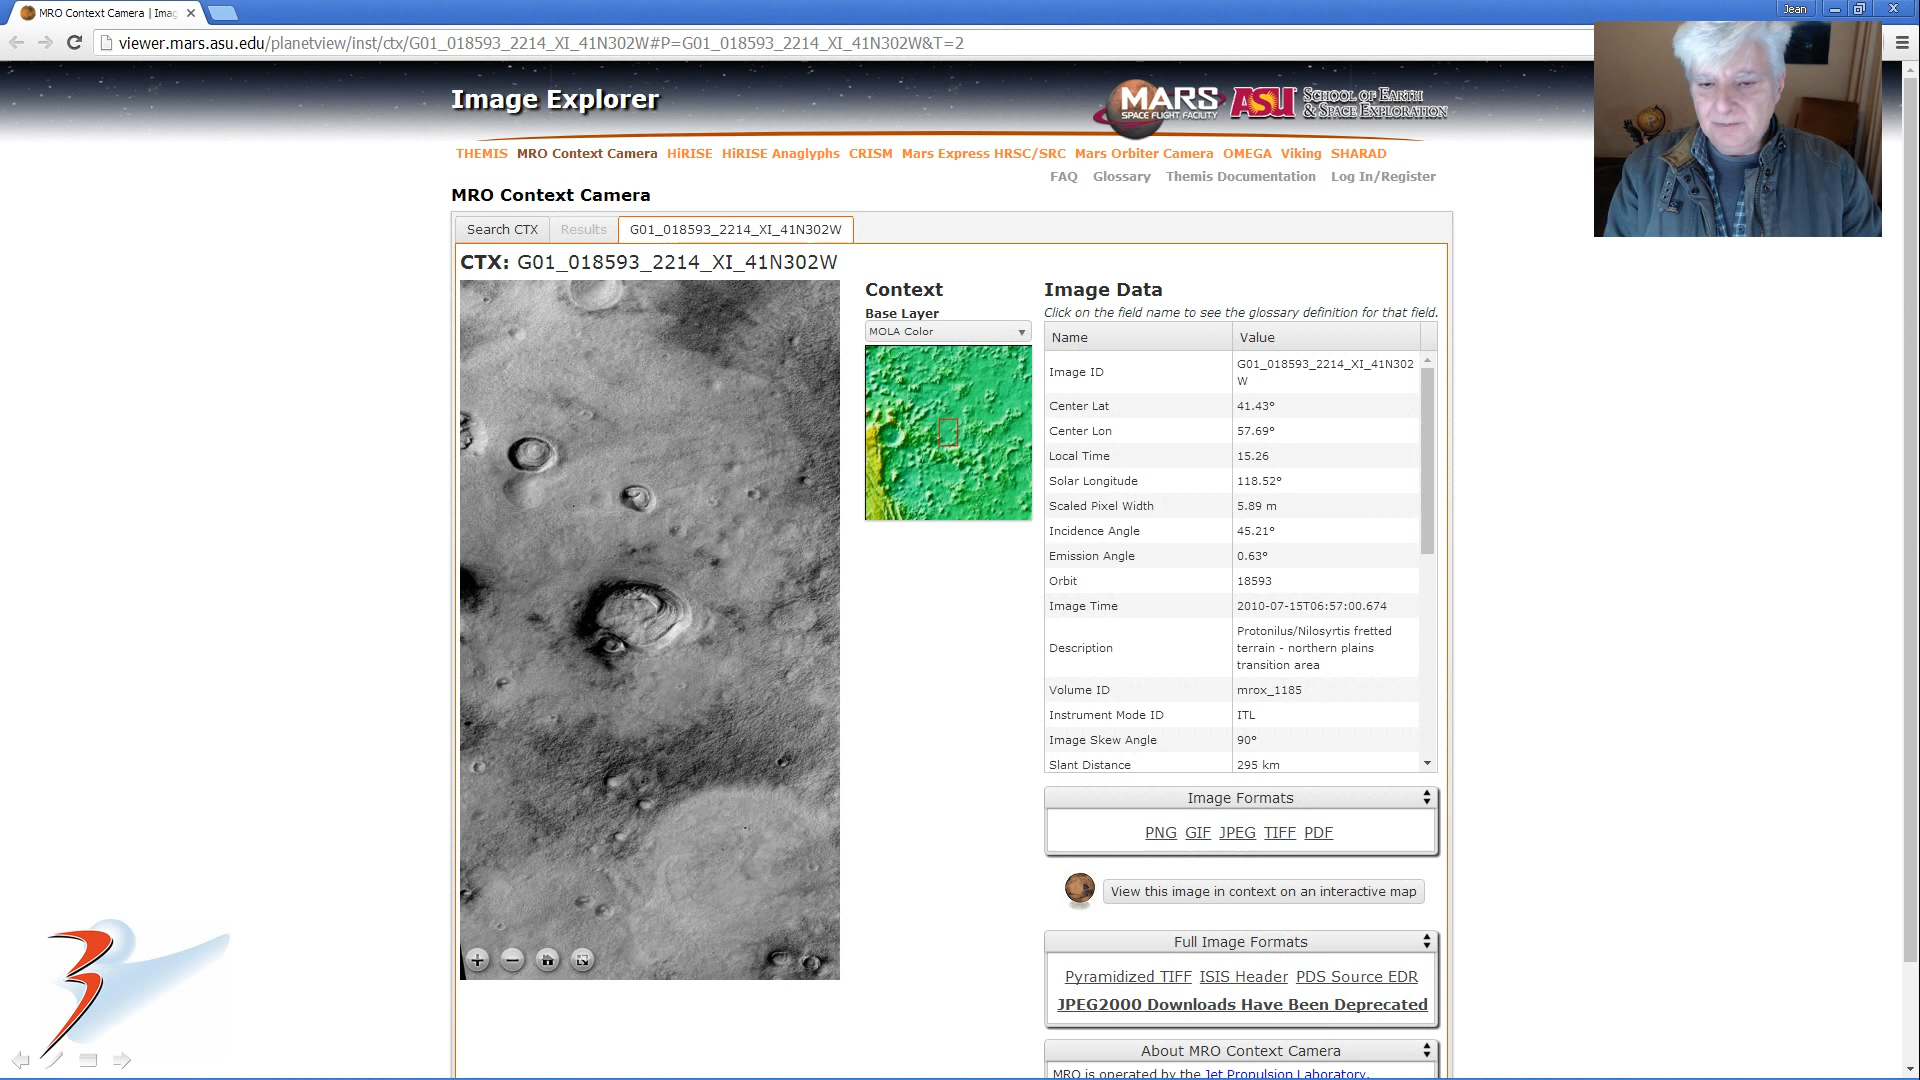 MRO Context Camera | Imag
Jean
viewer.mars.asu.edu/planetview/inst/ctx/G01_018593_2214_XI_41N302W#P=G01_018593_2214_XI_41N302W&T=2
Image Explorer
MARS
SPACE FLIGHT FACILITY
ASU
SCHOOL OF EARTH
& SPACE EXPLORATION
THEMIS MRO Context Camera HiRISE HiRISE Anaglyphs CRISM Mars Express HRSC/SRC Mars Orbiter Camera OMEGA Viking SHARAD
FAQ Glossary Themis Documentation Log In/Register
MRO Context Camera
Search CTX Results G01_018593_2214_XI_41N302W
CTX: G01_018593_2214_XI_41N302W
Context
Base Layer
MOLA Color
Image Data
Click on the field name to see the glossary definition for that field.
Name Value
Image ID G01_018593_2214_XI_41N302
W
Center Lat 41.43°
Center Lon 57.69°
Local Time 15.26
Solar Longitude 118.52°
Scaled Pixel Width 5.89 m
Incidence Angle 45.21°
Emission Angle 0.63°
Orbit 18593
Image Time 2010-07-15T06:57:00.674
Description Protonilus/Nilosyrtis fretted
terrain - northern plains
transition area
Volume ID mrox_1185
Instrument Mode ID ITL
Image Skew Angle 90°
Slant Distance 295 km
Image Formats
PNG GIF JPEG TIFF PDF
View this image in context on an interactive map
Full Image Formats
Pyramidized TIFF ISIS Header PDS Source EDR
JPEG2000 Downloads Have Been Deprecated
About MRO Context Camera
MRO is operated by the Jet Propulsion Laboratory.